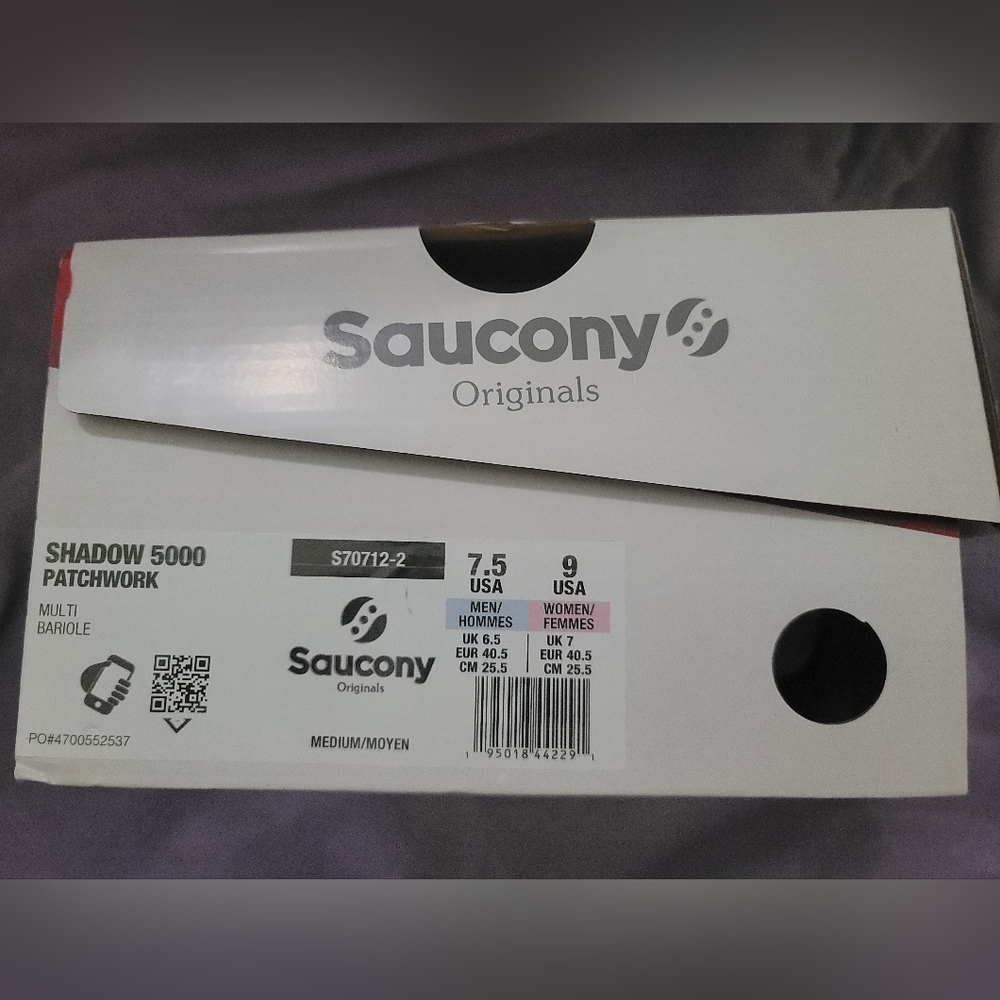 Saucony
Originals
SHADOW 5000
PATCHWORK
MULTI
BARIOLE
PO#4700552537
S70712-2
Saucony
Originals
MEDIUM/MOYEN
7.5
USA
MEN/
HOMMES
UK 6.5
EUR 40.5
CM 25.5
9
USA
WOMEN/
FEMMES
UK 7
EUR 40.5
CM 25.5
1 95018 44229 1